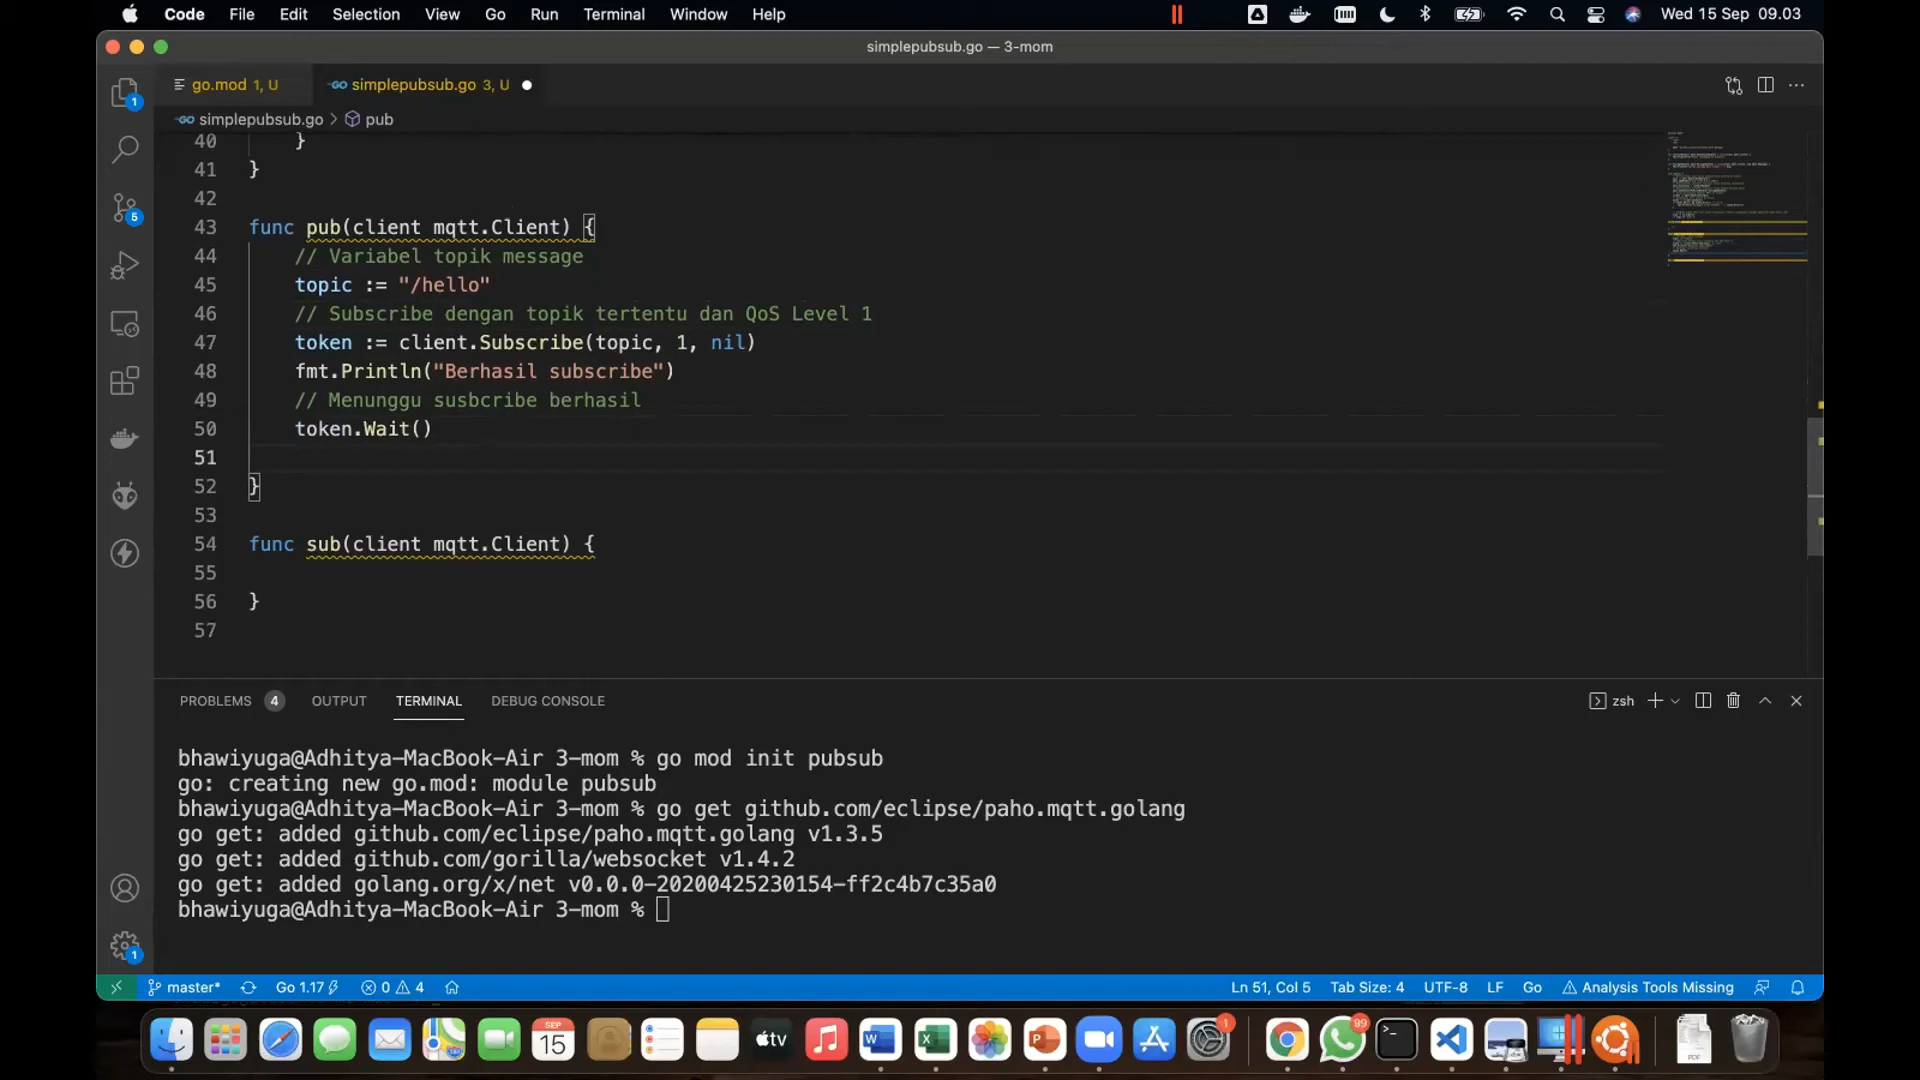 Code File Edit Selection View Go Run Terminal Window Help Wed 15 Sep 09.03
simplepubsub.go — 3-mom
go.mod 1, U simplepubsub.go 3, U
simplepubsub.go > pub
40 }
41 }
42
43 func pub(client mqtt.Client) {
44 // Variabel topik message
45 topic := "/hello"
46 // Subscribe dengan topik tertentu dan QoS Level 1
47 token := client.Subscribe(topic, 1, nil)
48 fmt.Println("Berhasil subscribe")
49 // Menunggu susbcribe berhasil
50 token.Wait()
51
52 }
53
54 func sub(client mqtt.Client) {
55
56 }
57
1
5
1
PROBLEMS 4 OUTPUT TERMINAL DEBUG CONSOLE zsh
bhawiyuga@Adhitya-MacBook-Air 3-mom % go mod init pubsub
go: creating new go.mod: module pubsub
bhawiyuga@Adhitya-MacBook-Air 3-mom % go get github.com/eclipse/paho.mqtt.golang
go get: added github.com/eclipse/paho.mqtt.golang v1.3.5
go get: added github.com/gorilla/websocket v1.4.2
go get: added golang.org/x/net v0.0.0-20200425230154-ff2c4b7c35a0
bhawiyuga@Adhitya-MacBook-Air 3-mom %
master* Go 1.17 0 4 Ln 51, Col 5 Tab Size: 4 UTF-8 LF Go Analysis Tools Missing
SEP
15
tv
1
99
PDF